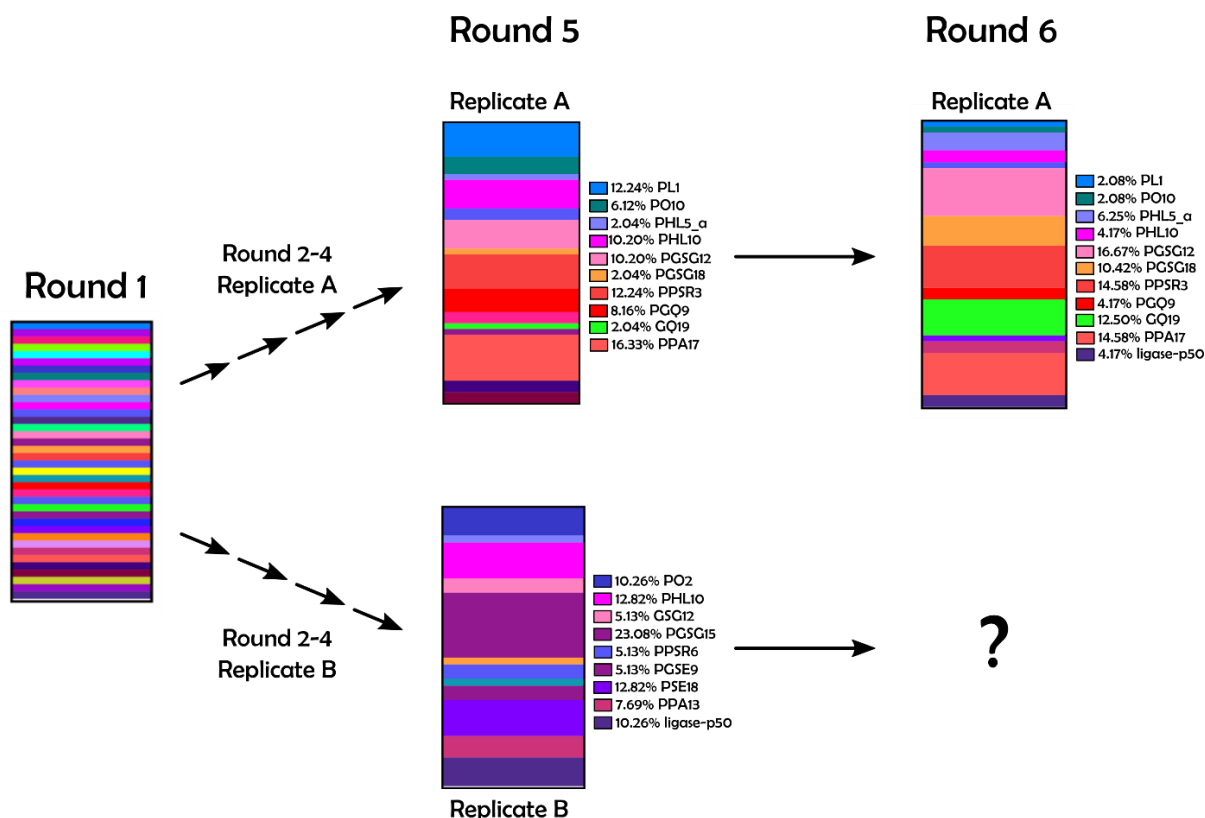 Round 5
Round 6
Replicate A
Replicate A
12.24% PL1
6.12% PO10
2.04% PHL5_a
10.20% PHL10
10.20% PGSG12
2.04% PGSG18
12.24% PPSR3
8.16% PGQ9
2.04% GQ19
16.33% PPA17
2.08% PL1
2.08% PO10
6.25% PHL5_a
4.17% PHL10
16.67% PGSG12
10.42% PGSG18
14.58% PPSR3
4.17% PGQ9
12.50% GQ19
14.58% PPA17
4.17% ligase-p50
Round 2-4
Replicate A
Round 1
Round 2-4
Replicate B
10.26% PO2
12.82% PHL10
5.13% GSG12
23.08% PGSG15
5.13% PPSR6
5.13% PGSE9
12.82% PSE18
7.69% PPA13
10.26% ligase-p50
?
Replicate B